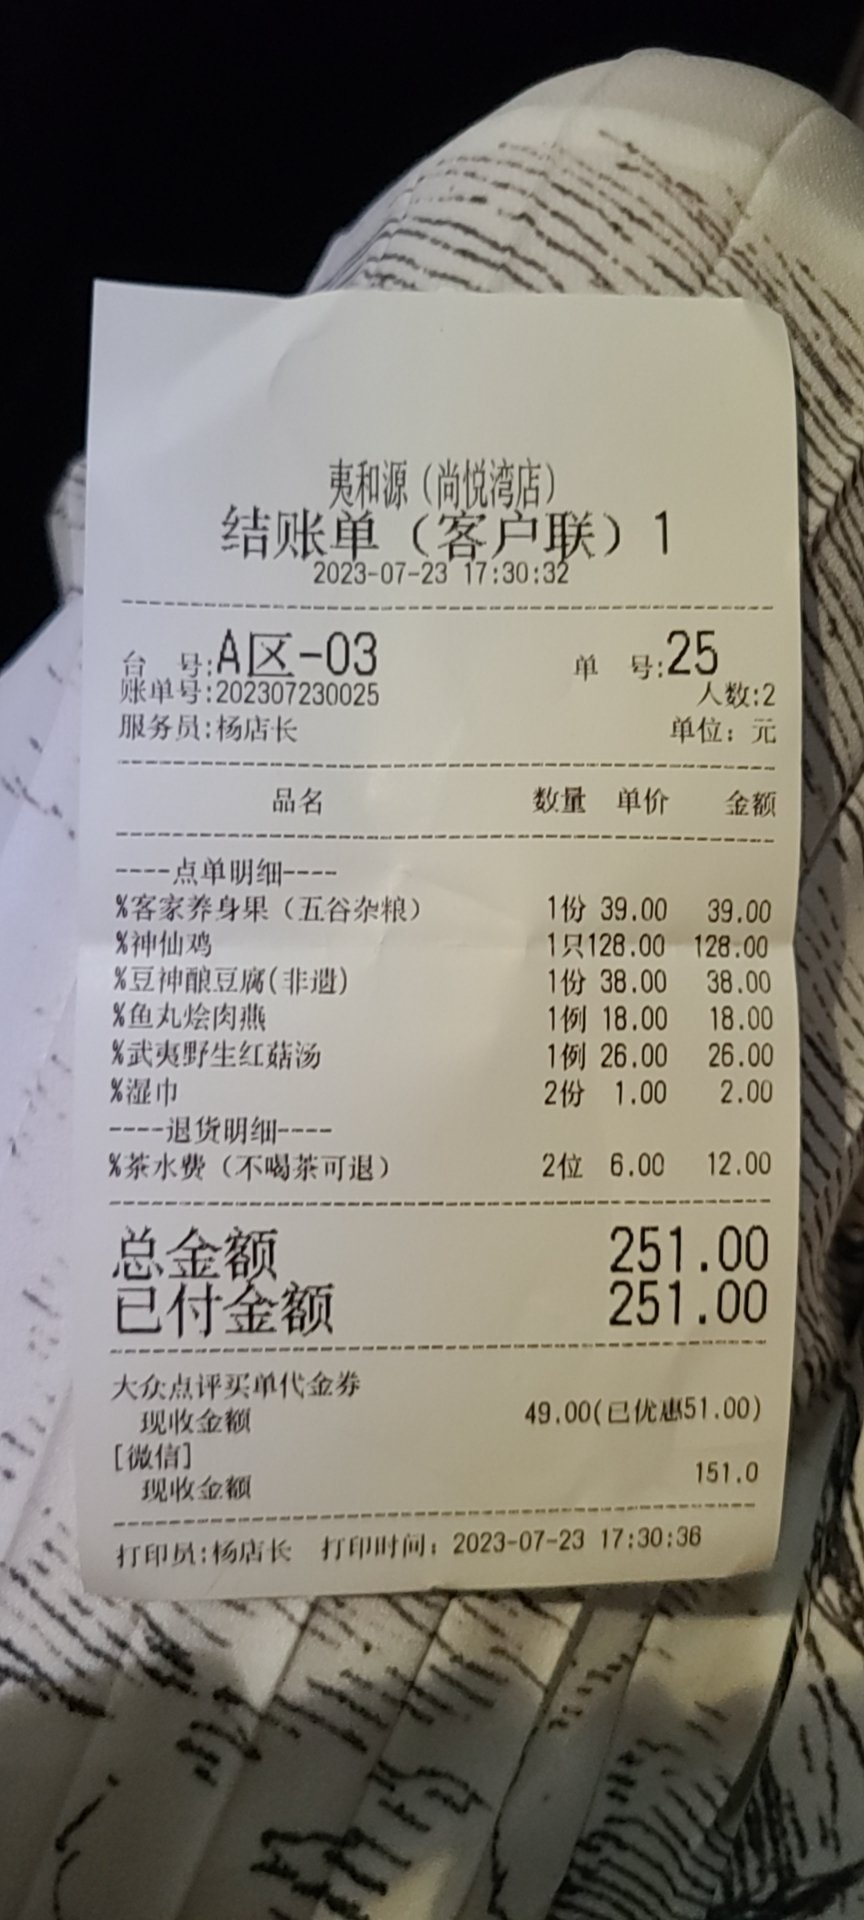 夷和源（尚悦湾店）
结账单（客户联）1
2023-07-23 17:30:32
台 号:A区-03 单 号:25
账单号:202307230025 人数:2
服务员:杨店长 单位：元
品名 数量 单价 金额
----点单明细----
%客家养身果（五谷杂粮） 1份 39.00 39.00
%神仙鸡 1只128.00 128.00
%豆神酿豆腐(非遗) 1份 38.00 38.00
%鱼丸烩肉燕 1例 18.00 18.00
%武夷野生红菇汤 1例 26.00 26.00
%湿巾 2份 1.00 2.00
----退货明细----
%茶水费（不喝茶可退） 2位 6.00 12.00
总金额 251.00
已付金额 251.00
大众点评买单代金券
现收金额 49.00(已优惠51.00)
[微信]
现收金额 151.0
打印员:杨店长 打印时间：2023-07-23 17:30:36